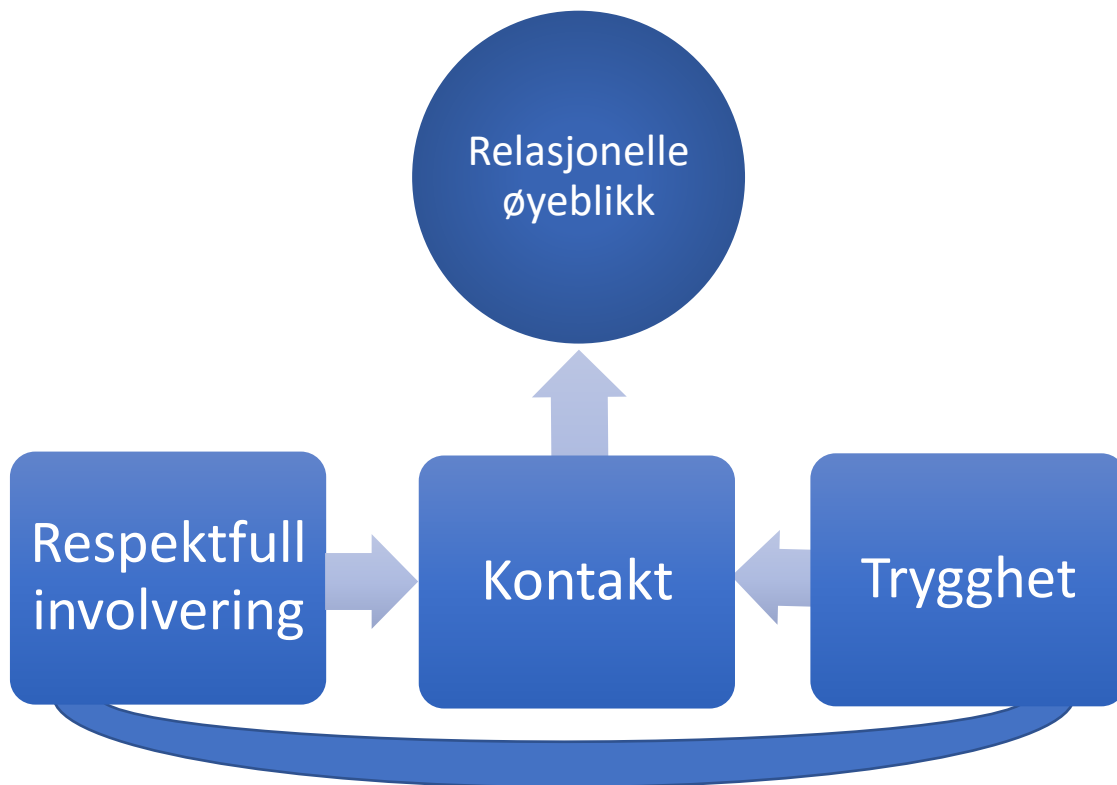 Relasjonelle
øyeblikk
Respektfull
involvering
Kontakt
Trygghet